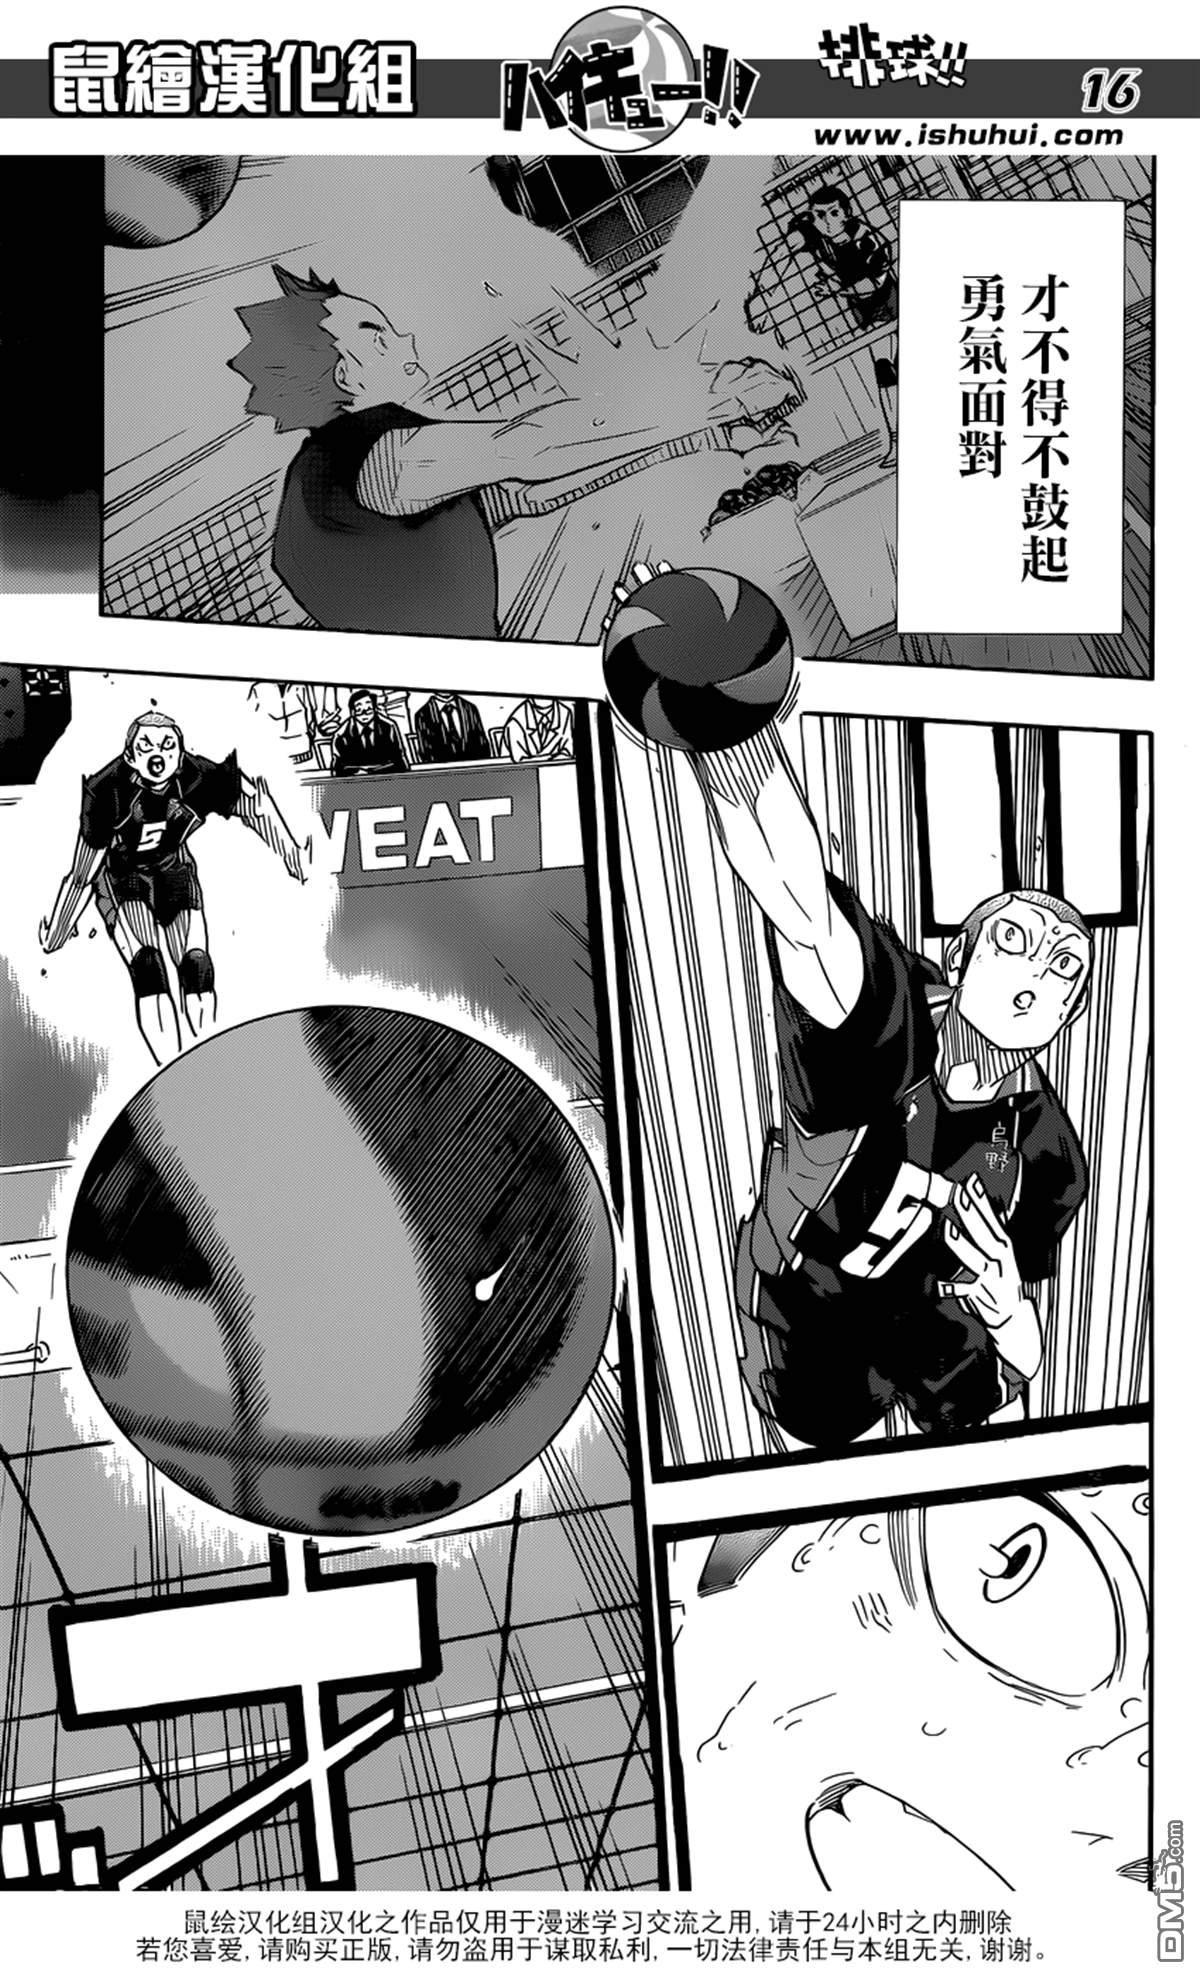 鼠繪漢化組
ハイキュー!!
排球!!
16
www.ishuhui.com
才不得不鼓起
勇氣面對
WEAT
5
烏野
5
鼠绘汉化组汉化之作品仅用于漫迷学习交流之用,请于24小时之内删除
若您喜爱,请购买正版,请勿盗用于谋取私利,一切法律责任与本组无关,谢谢。
DM5.com